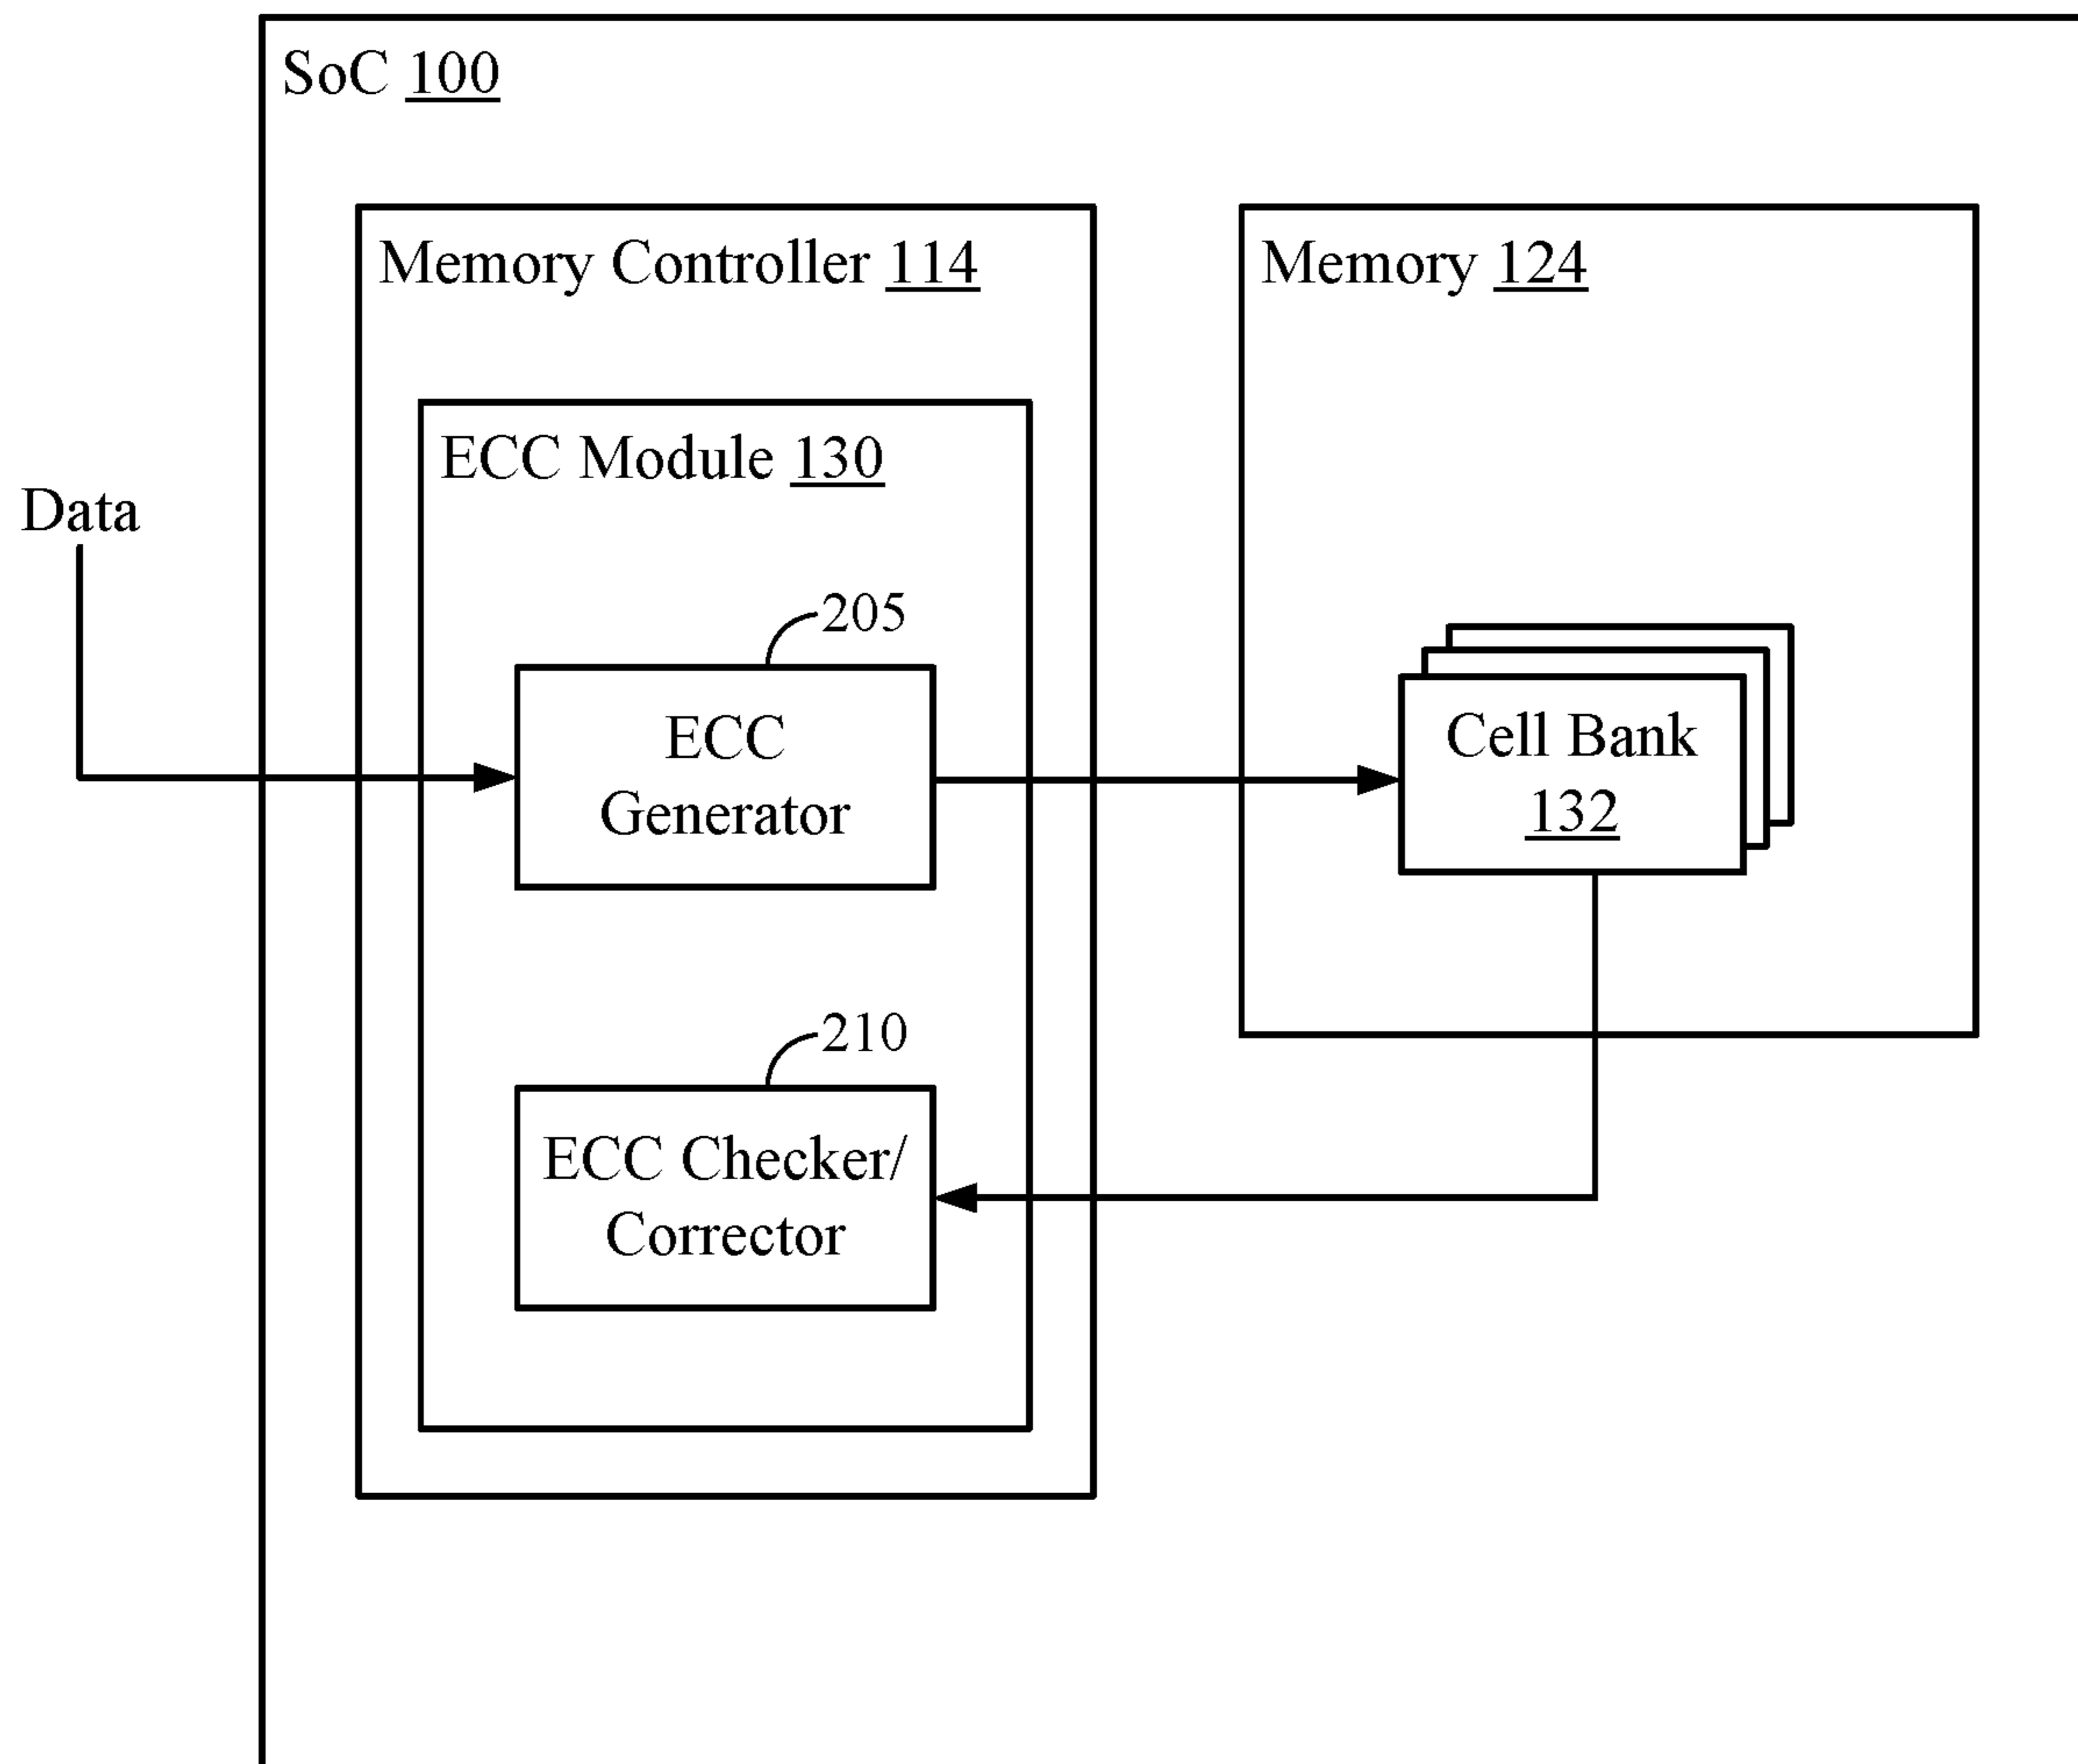 SoC 100
Memory Controller 114
Memory 124
ECC Module 130
Data
205
ECC
Generator
Cell Bank
132
210
ECC Checker/
Corrector